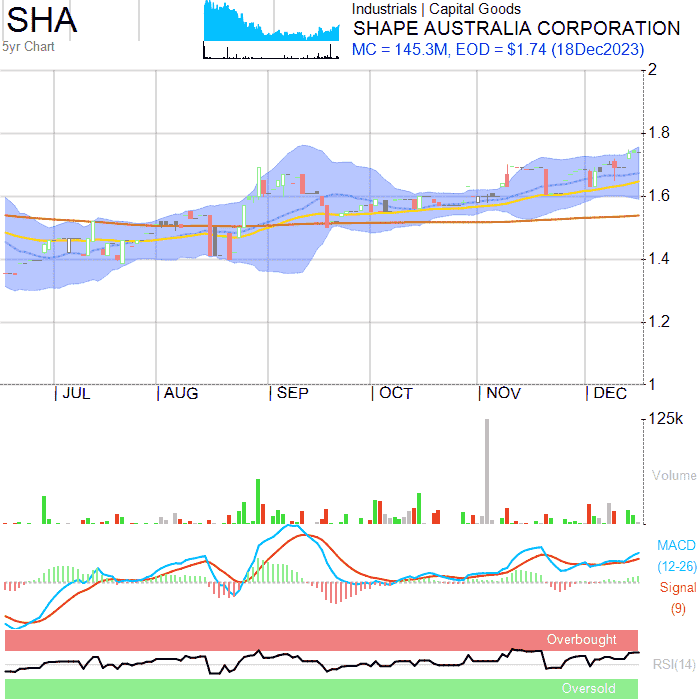 SHA
5yr Chart
Industrials | Capital Goods
SHAPE AUSTRALIA CORPORATION
MC = 145.3M, EOD = $1.74 (18Dec2023)
2
1.8
1.6
1.4
1.2
1
JUL AUG SEP OCT NOV DEC
125k
Volume
MACD
(12-26)
Signal
(9)
Overbought
RSI(14)
Oversold